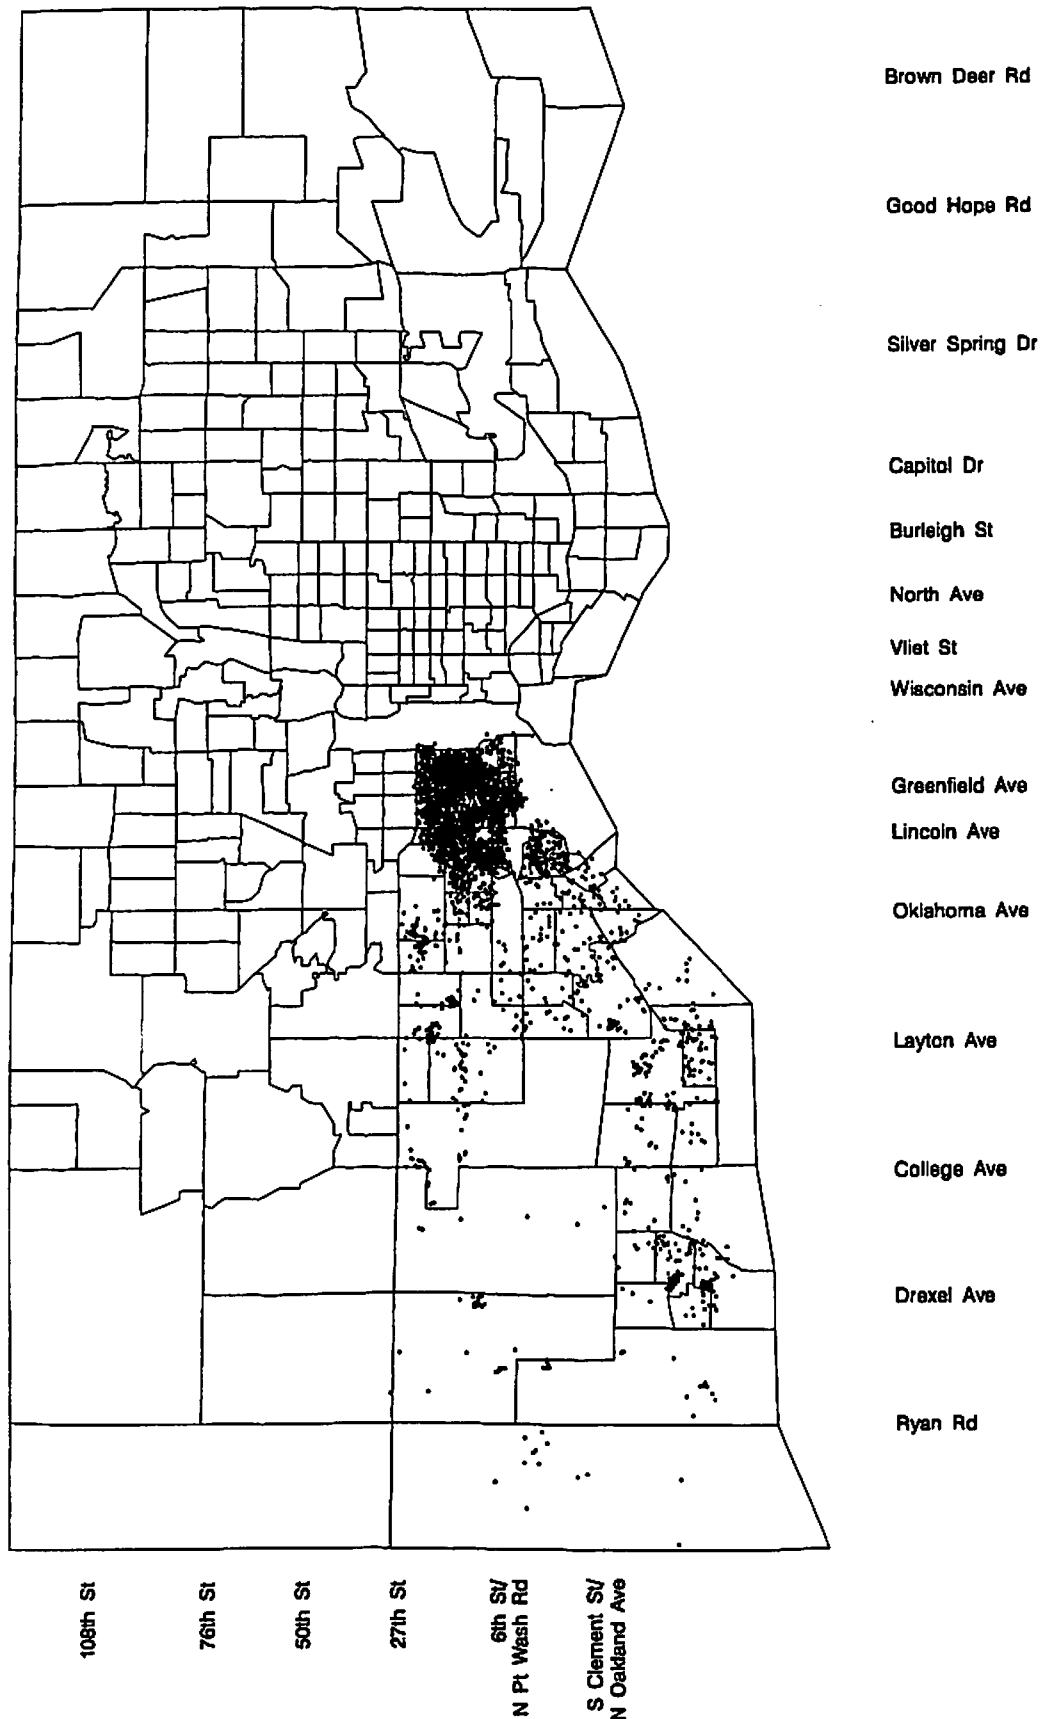 Brown Deer Rd
Good Hope Rd
Silver Spring Dr
Capitol Dr
Burleigh St
North Ave
Vliet St
Wisconsin Ave
Greenfield Ave
Lincoln Ave
Oklahoma Ave
Layton Ave
College Ave
Drexel Ave
Ryan Rd
108th St
76th St
50th St
27th St
6th St/
N Pt Wash Rd
S Clement St/
N Oakland Ave